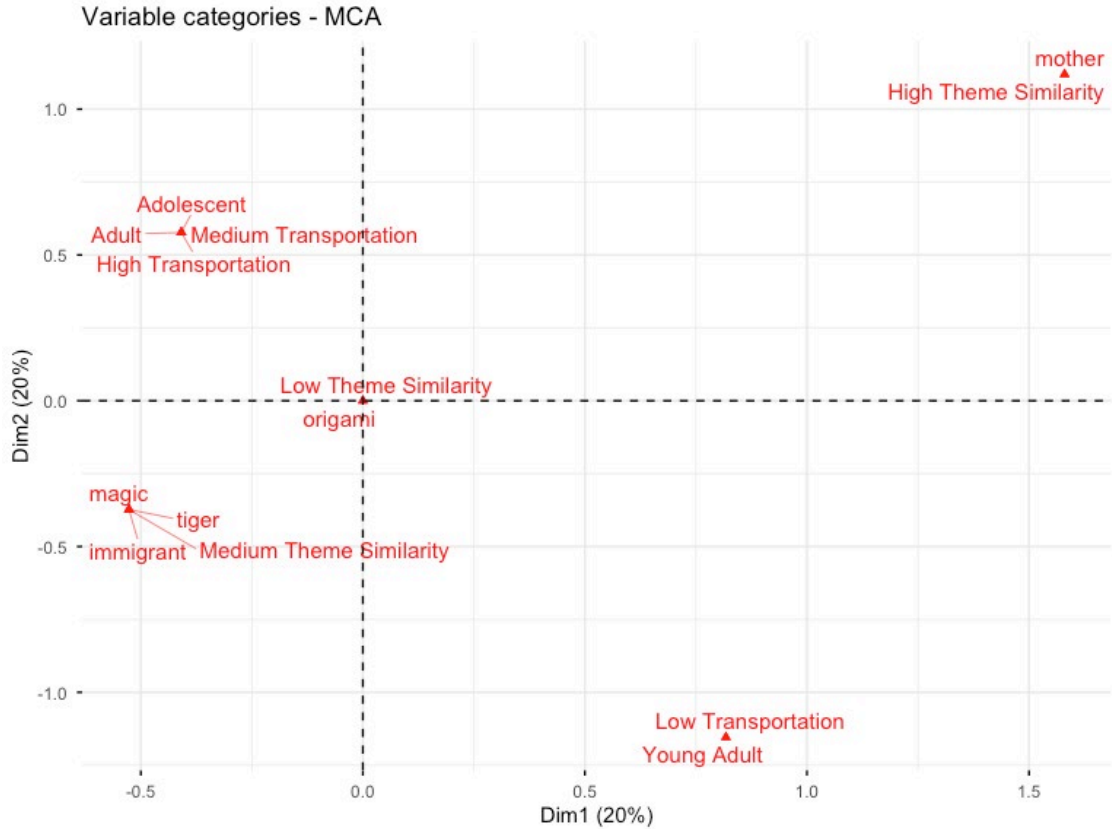 Variable categories - MCA
mother
High Theme Similarity
1.0
Adolescent
Adult
Medium Transportation
High Transportation
0.5
Low Theme Similarity
0.0
origami
Dim2 (20%)
magic
tiger
immigrant
Medium Theme Similarity
-0.5
-1.0
Low Transportation
Young Adult
-0.5
0.0
0.5
1.0
1.5
Dim1 (20%)